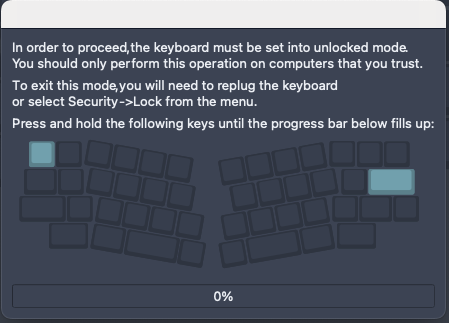 In order to proceed,the keyboard must be set into unlocked mode.
You should only perform this operation on computers that you trust.
To exit this mode,you will need to replug the keyboard
or select Security->Lock from the menu.
Press and hold the following keys until the progress bar below fills up:
0%